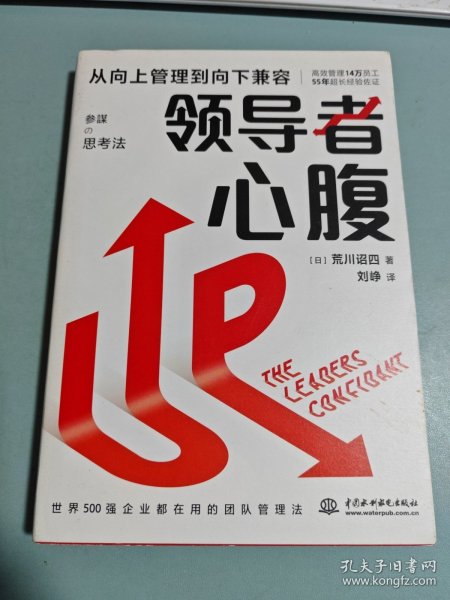 从向上管理到向下兼容
高效管理14万员工
55年超长经验佐证
参謀
の
思考法
领导者
心腹
[日] 荒川诏四 著
刘峥 译
UP
THE
LEADERS
CONFIDANT
世界500强企业都在用的团队管理法
中国水利水电出版社
www.waterpub.com.cn
孔夫子旧书网
www.kongfz.com